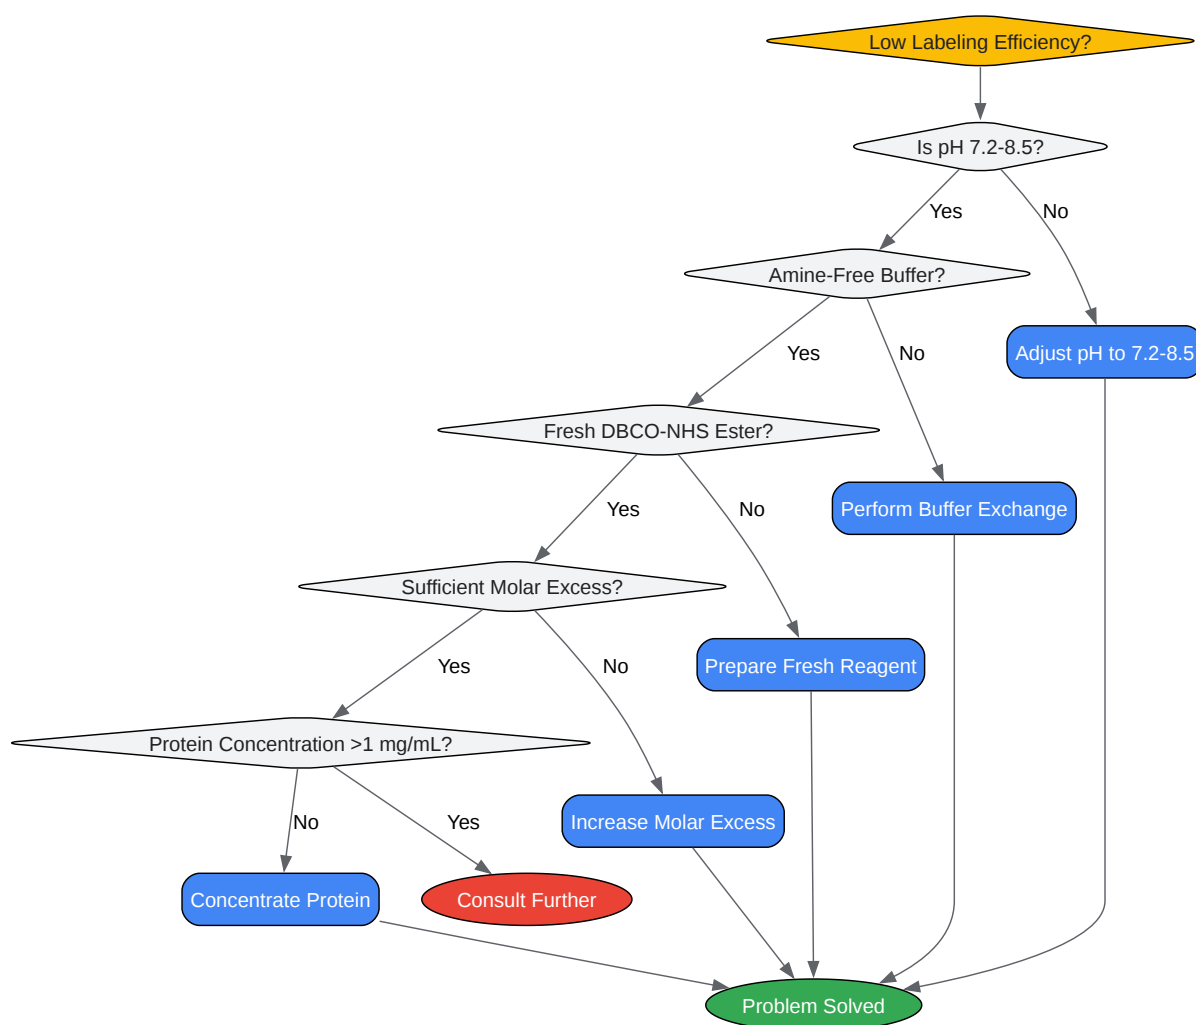 Low Labeling Efficiency?
Is pH 7.2-8.5?
Yes
No
Amine-Free Buffer?
Yes
No
Adjust pH to 7.2-8.5
Fresh DBCO-NHS Ester?
Yes
No
Perform Buffer Exchange
Sufficient Molar Excess?
Yes
No
Prepare Fresh Reagent
Protein Concentration >1 mg/mL?
No
Yes
Increase Molar Excess
Concentrate Protein
Consult Further
Problem Solved